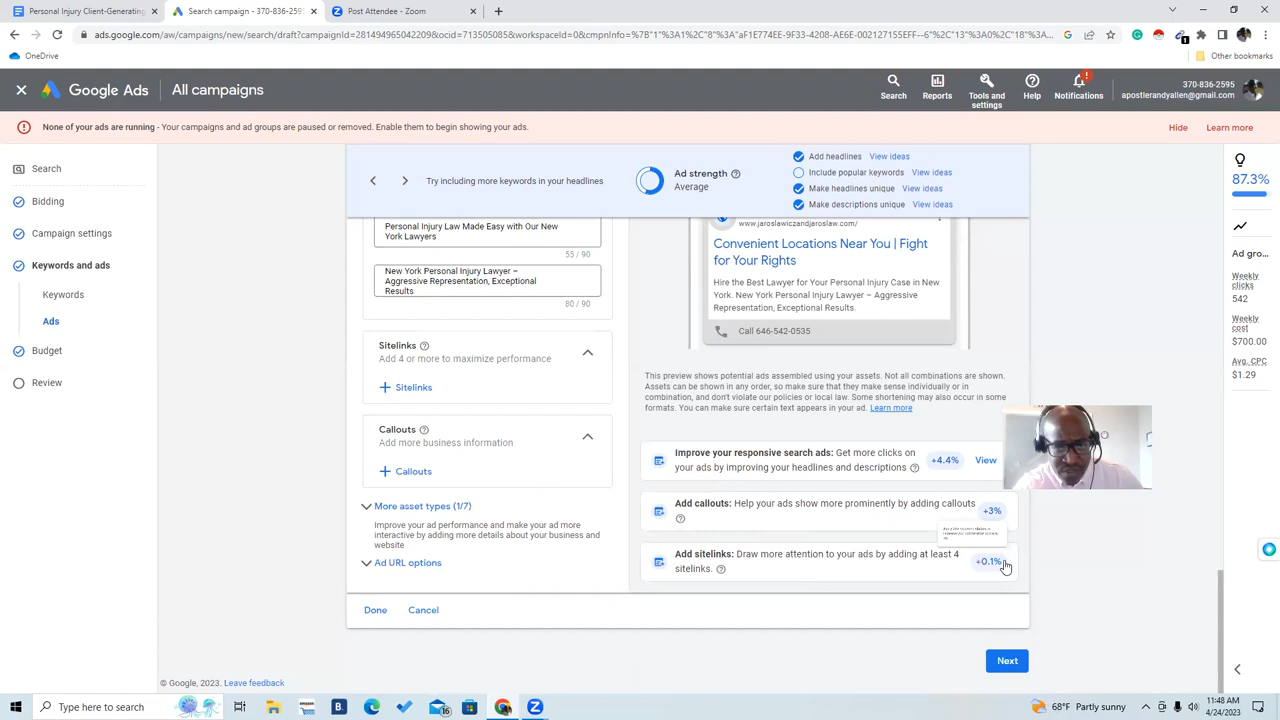 Personal Injury Client-Generating
Search campaign - 370-836-2595
Post Attendee - Zoom
ads.google.com/aw/campaigns/new/search/draft?campaignId=281494965042209&ocid=713505085&workspaceId=0&cmpnInfo=%7B"1"%3A1%2C"8"%3A"aF1E774EE-9F33-4208-AE6E-002127155EFF--6"%2C"13"%3A0%2C"18"%3A...
OneDrive
Other bookmarks
Google Ads
All campaigns
Search
Reports
Tools and settings
Help
Notifications
370-836-2595
apostlerandyallen@gmail.com
None of your ads are running - Your campaigns and ad groups are paused or removed. Enable them to begin showing your ads.
Hide
Learn more
Search
Bidding
Campaign settings
Keywords and ads
Keywords
Ads
Budget
Review
Try including more keywords in your headlines
Ad strength
Average
Add headlines View ideas
Include popular keywords View ideas
Make headlines unique View ideas
Make descriptions unique View ideas
Personal Injury Law Made Easy with Our New
York Lawyers
55 / 90
New York Personal Injury Lawyer –
Aggressive Representation, Exceptional
Results
80 / 90
Sitelinks
Add 4 or more to maximize performance
Sitelinks
Callouts
Add more business information
Callouts
More asset types (1/7)
Improve your ad performance and make your ad more
interactive by adding more details about your business and
website
Ad URL options
Done
Cancel
www.jaroslawiczandjaroslaw.com/
Convenient Locations Near You | Fight
for Your Rights
Hire the Best Lawyer for Your Personal Injury Case in New
York. New York Personal Injury Lawyer – Aggressive
Representation, Exceptional Results.
Call 646-542-0535
This preview shows potential ads assembled using your assets. Not all combinations are shown.
Assets can be shown in any order, so make sure that they make sense individually or in
combination, and don't violate our policies or local law. Some shortening may also occur in some
formats. You can make sure certain text appears in your ad. Learn more
Improve your responsive search ads: Get more clicks on
your ads by improving your headlines and descriptions
+4.4%
View
Add callouts: Help your ads show more prominently by adding callouts
+3%
Add sitelinks: Draw more attention to your ads by adding at least 4
sitelinks.
+0.1%
Next
87.3%
Ad gro...
Weekly
clicks
542
Weekly
cost
$700.00
Avg. CPC
$1.29
© Google, 2023. Leave feedback
Type here to search
16
68°F Partly sunny
11:48 AM
4/24/2023